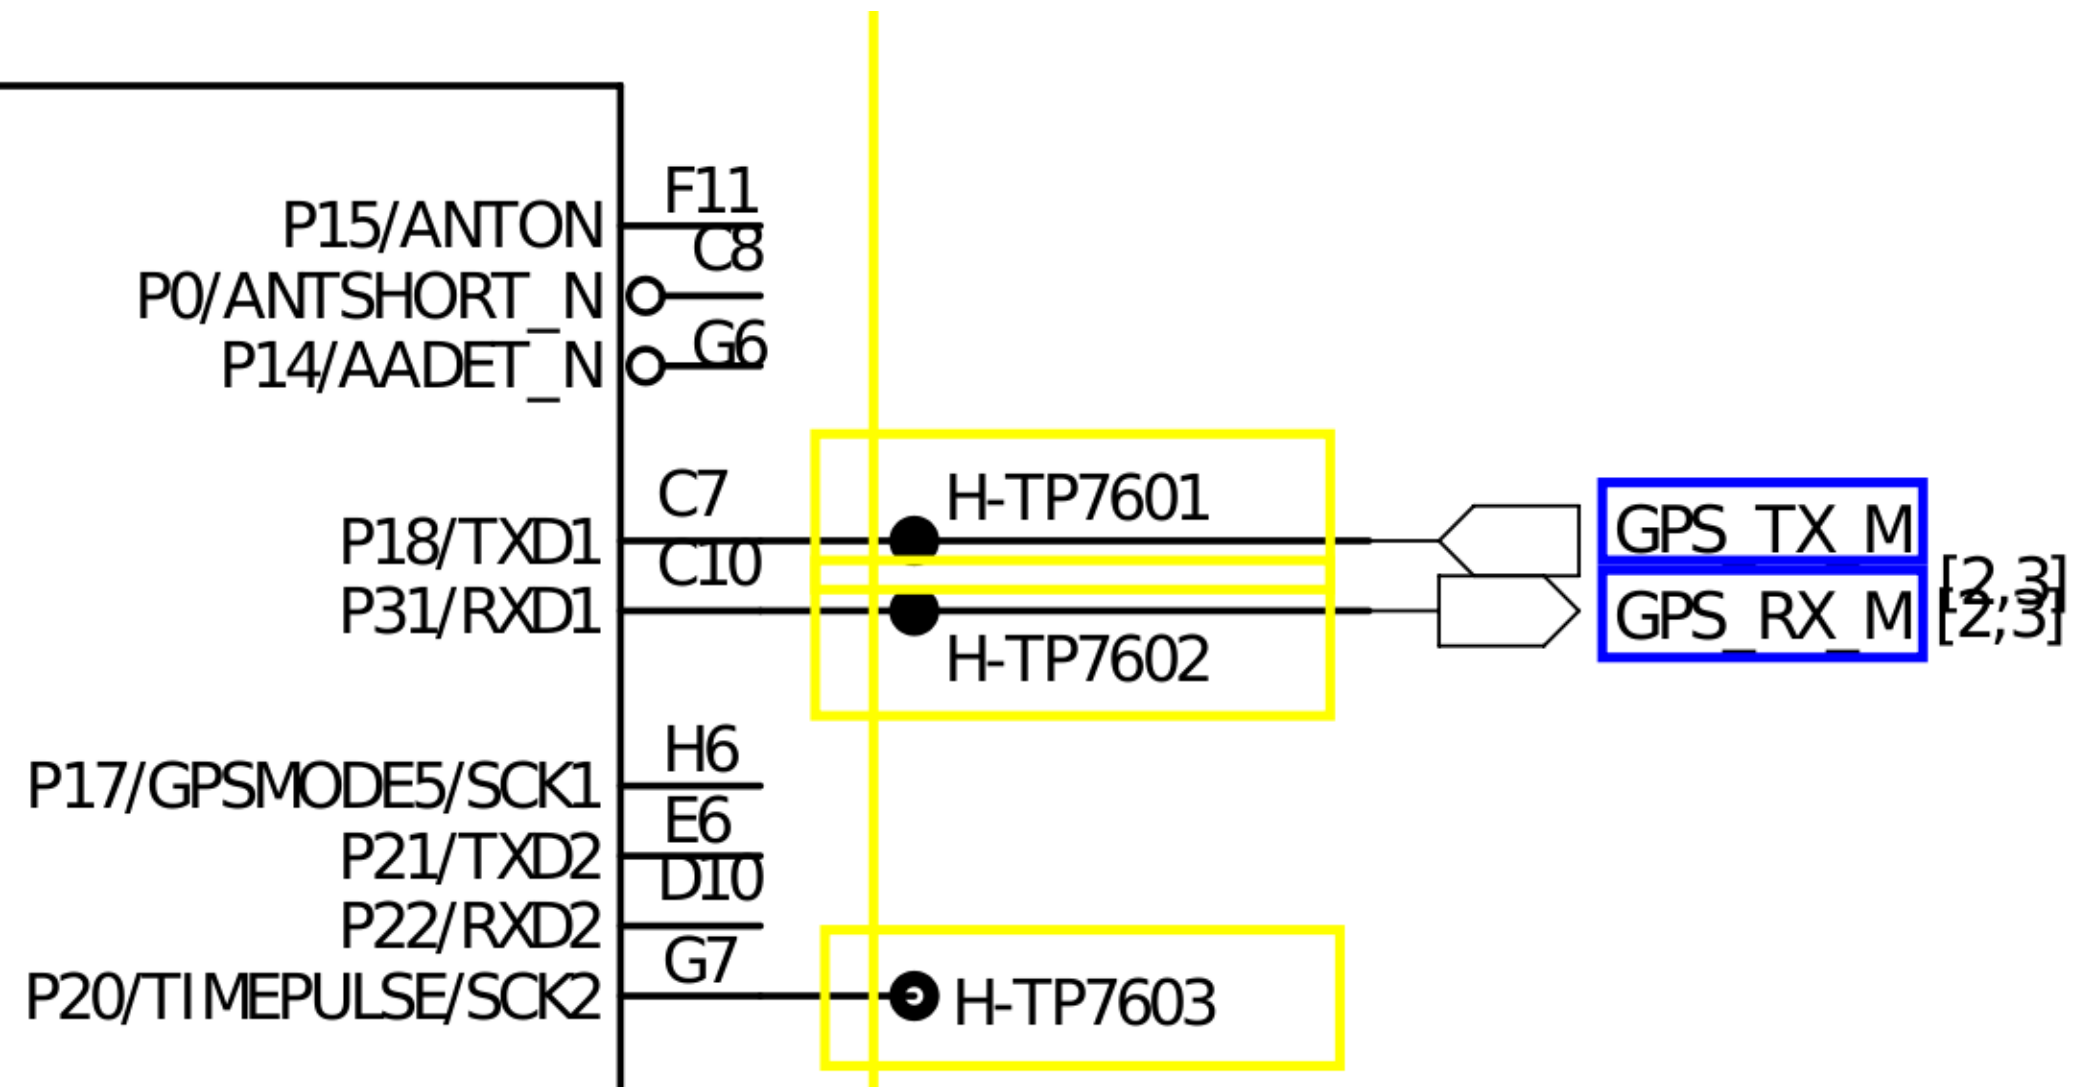 F11
P15/ANTON
C8
P0/ANTSHORT_N
G6
P14/AADET_N
C7
H-TP7601
P18/TXD1
GPS_TX_M
[2,3]
C10
P31/RXD1
GPS_RX_M
[2,3]
H-TP7602
H6
P17/GPSMODE5/SCK1
E6
P21/TXD2
D10
P22/RXD2
G7
P20/TIMEPULSE/SCK2
H-TP7603